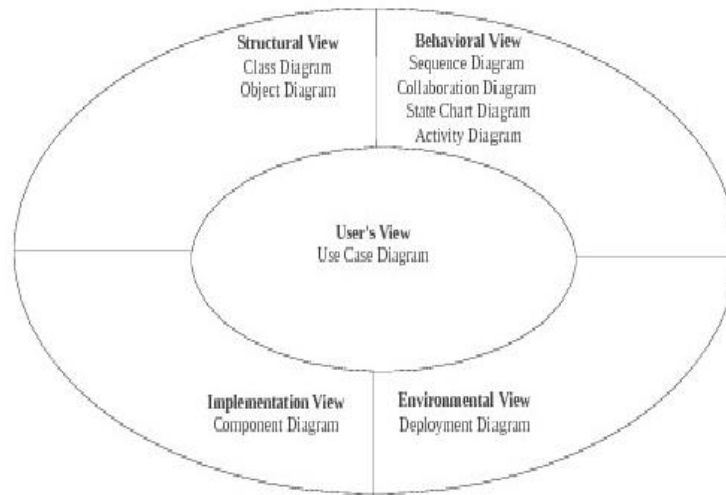 Structural View
Class Diagram
Object Diagram
Behavioral View
Sequence Diagram
Collaboration Diagram
State Chart Diagram
Activity Diagram
User's View
Use Case Diagram
Implementation View
Component Diagram
Environmental View
Deployment Diagram